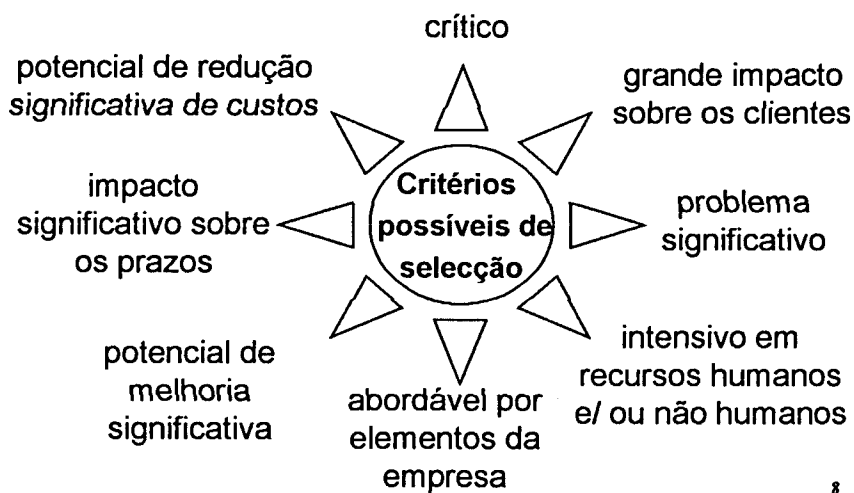 crítico
potencial de redução
significativa de custos
grande impacto
sobre os clientes
impacto
significativo sobre
os prazos
Critérios
possíveis de
selecção
problema
significativo
potencial de
melhoria
significativa
abordável por
elementos da
empresa
intensivo em
recursos humanos
e/ ou não humanos
8